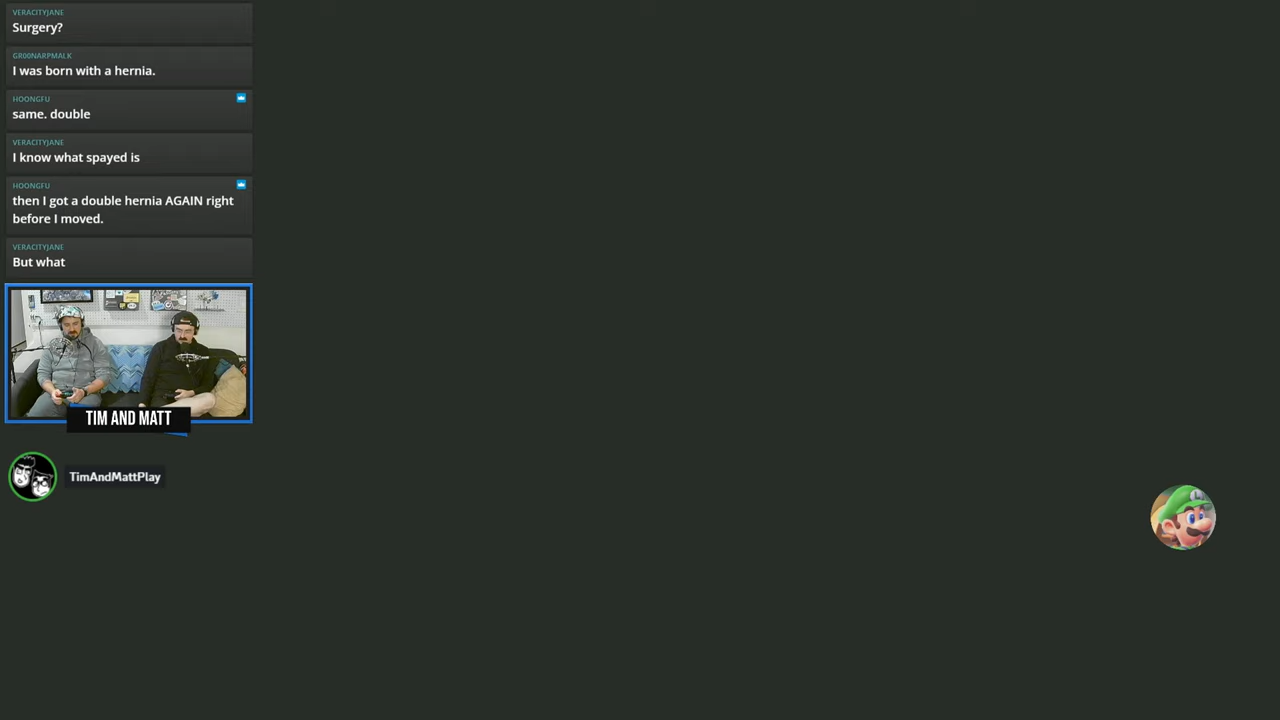 VERACITYJANE
Surgery?
GR00NARPMALK
I was born with a hernia.
HOONGFU
same. double
VERACITYJANE
I know what spayed is
HOONGFU
then I got a double hernia AGAIN right
before I moved.
VERACITYJANE
But what
TIM AND MATT
TimAndMattPlay